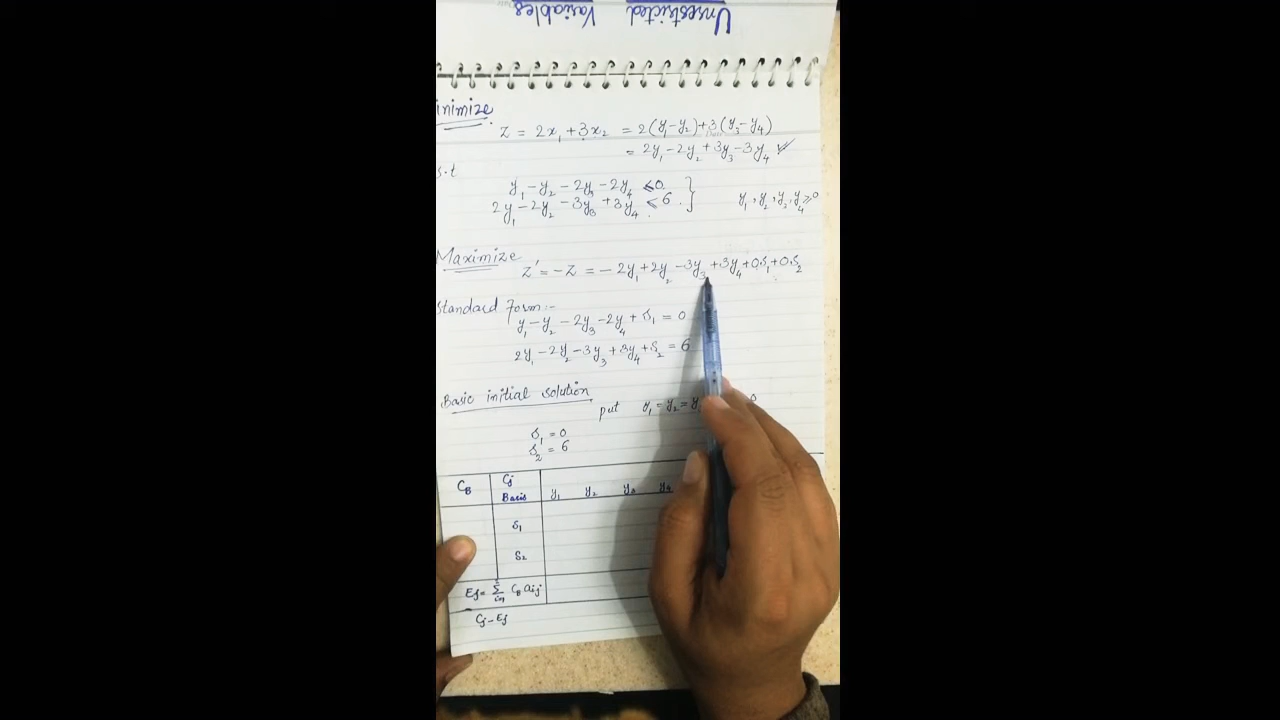 Unrestricted Variables
inimize
Z = 2x₁ + 3x₂ = 2(y₁-y₂)+3(y₃-y₄)
= 2y₁-2y₂+3y₃-3y₄
s.t
y₁-y₂-2y₃-2y₄ ≤0
2y₁-2y₂-3y₃+3y₄ ≤6
y₁, y₂, y₃, y₄ ≥0
Maximize
Z' = -Z = -2y₁+2y₂-3y₃+3y₄+0s₁+0s₂
Standard Form:-
y₁-y₂-2y₃-2y₄+s₁ = 0
2y₁-2y₂-3y₃+3y₄+s₂ = 6
Basic initial solution
put y₁ = y₂ = y 0
s₁ = 0
s₂ = 6
C_B Cj Basis y₁ y₂ y₃ y₄
s₁
s₂
Ej = Σ C_B aij
Cj-Ej